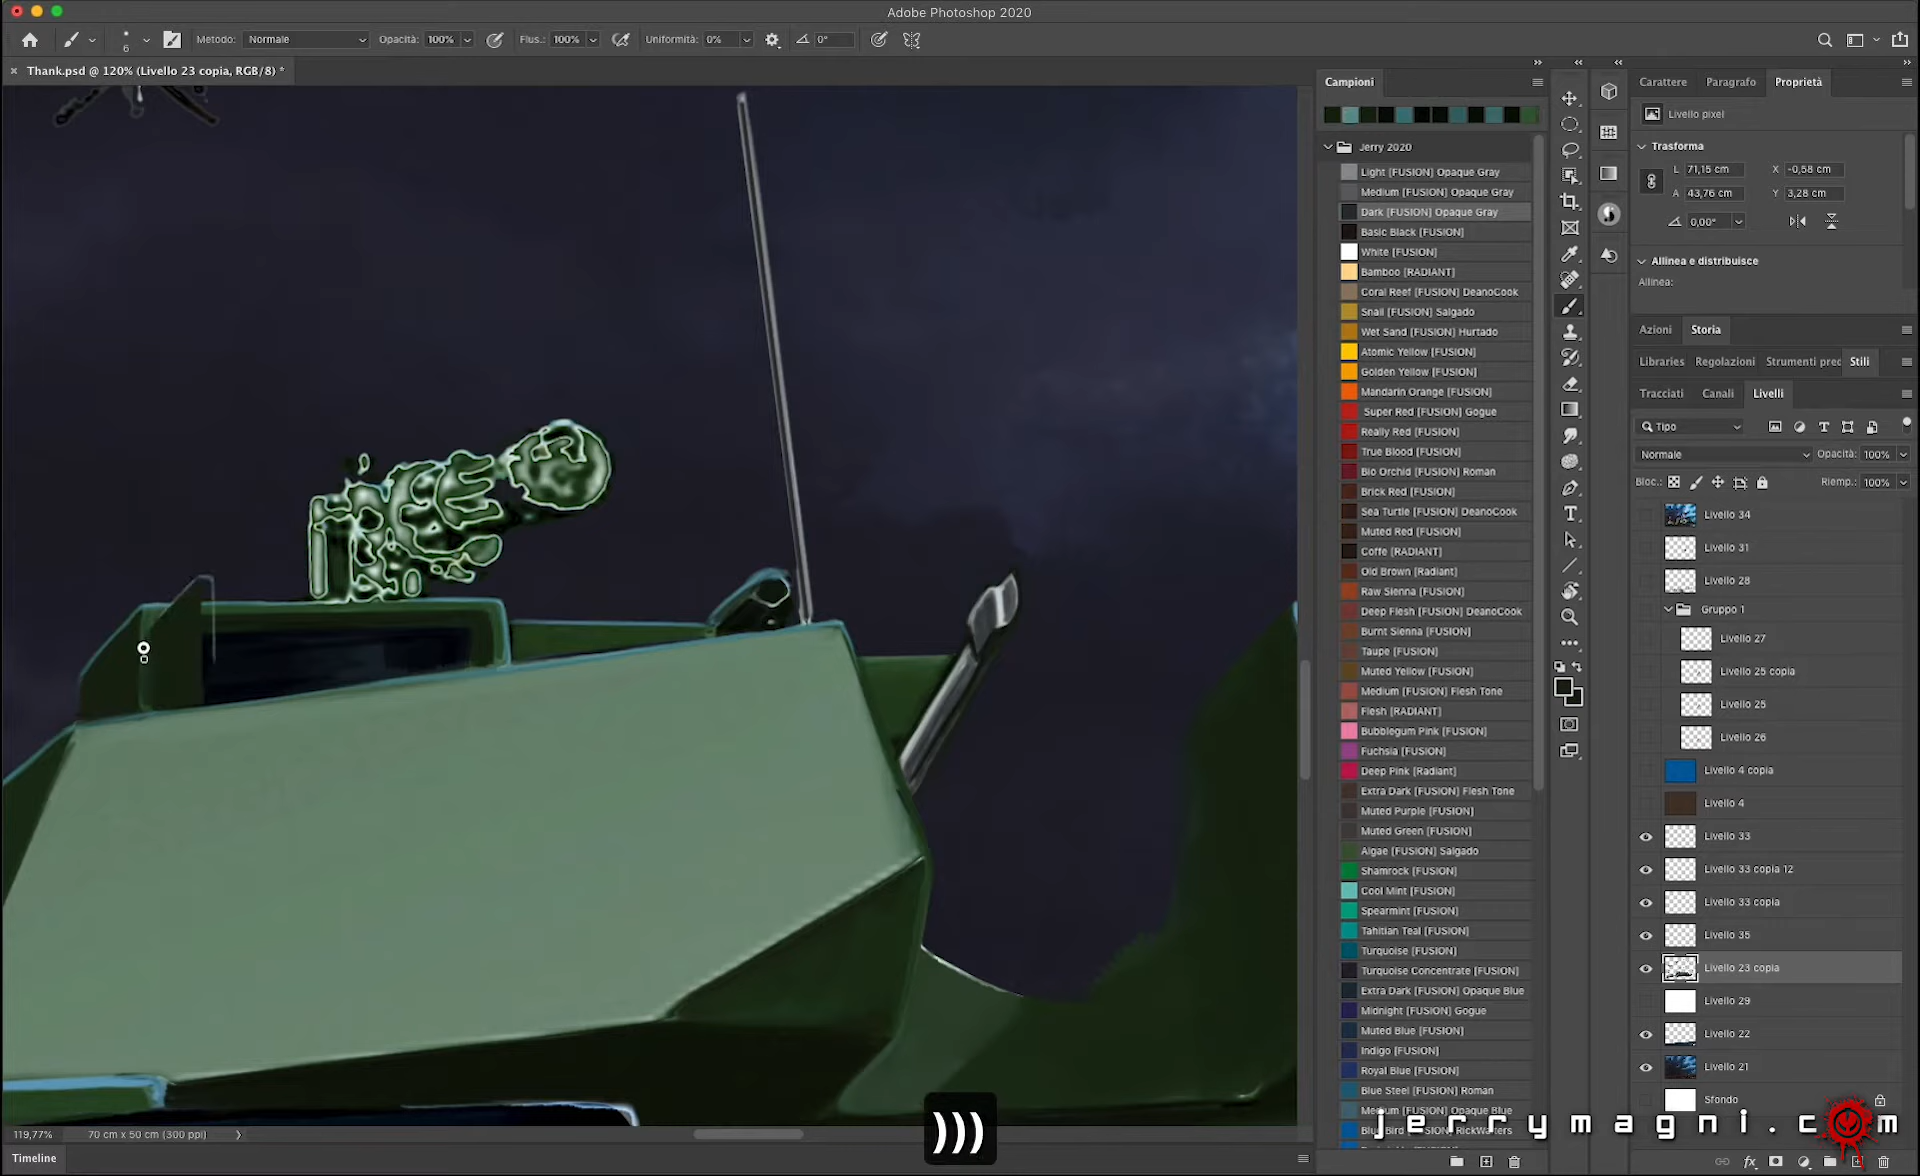 Adobe Photoshop 2020
6 Metodo: Normale Opacità: 100% Flus.: 100% Uniformità: 0% 0°
Thank.psd @ 120% (Livello 23 copia, RGB/8) *
Campioni
Jerry 2020
Light [FUSION] Opaque Gray
Medium [FUSION] Opaque Gray
Dark [FUSION] Opaque Gray
Basic Black [FUSION]
White [FUSION]
Bamboo [RADIANT]
Coral Reef [FUSION] DeanoCook
Snail [FUSION] Salgado
Wet Sand [FUSION] Hurtado
Atomic Yellow [FUSION]
Golden Yellow [FUSION]
Mandarin Orange [FUSION]
Super Red [FUSION] Gogue
Really Red [FUSION]
True Blood [FUSION]
Bio Orchid [FUSION] Roman
Brick Red [FUSION]
Sea Turtle [FUSION] DeanoCook
Muted Red [FUSION]
Coffe [RADIANT]
Old Brown [Radiant]
Raw Sienna [FUSION]
Deep Flesh [FUSION] DeanoCook
Burnt Sienna [FUSION]
Taupe [FUSION]
Muted Yellow [FUSION]
Medium [FUSION] Flesh Tone
Flesh [RADIANT]
Bubblegum Pink [FUSION]
Fuchsia [FUSION]
Deep Pink [Radiant]
Extra Dark [FUSION] Flesh Tone
Muted Purple [FUSION]
Muted Green [FUSION]
Algae [FUSION] Salgado
Shamrock [FUSION]
Cool Mint [FUSION]
Spearmint [FUSION]
Tahitian Teal [FUSION]
Turquoise [FUSION]
Turquoise Concentrate [FUSION]
Extra Dark [FUSION] Opaque Blue
Midnight [FUSION] Gogue
Muted Blue [FUSION]
Indigo [FUSION]
Royal Blue [FUSION]
Blue Steel [FUSION] Roman
Medium [FUSION] Opaque Blue
Carattere Paragrafo Proprietà
Livello pixel
Trasforma
L 71,15 cm X -0,58 cm
A 43,76 cm Y 3,28 cm
0,00°
Allinea e distribuisce
Allinea:
Azioni Storia
Libraries Regolazioni Strumenti prec Stili
Tracciati Canali Livelli
Tipo
Normale Opacità: 100%
Bloc.: Riemp.: 100%
Livello 34
Livello 31
Livello 28
Gruppo 1
Livello 27
Livello 25 copia
Livello 25
Livello 26
Livello 4 copia
Livello 4
Livello 33
Livello 33 copia 12
Livello 33 copia
Livello 35
Livello 23 copia
Livello 29
Livello 22
Livello 21
Sfondo
jerrymagni.com
119,77% 70 cm x 50 cm (300 ppi)
Timeline